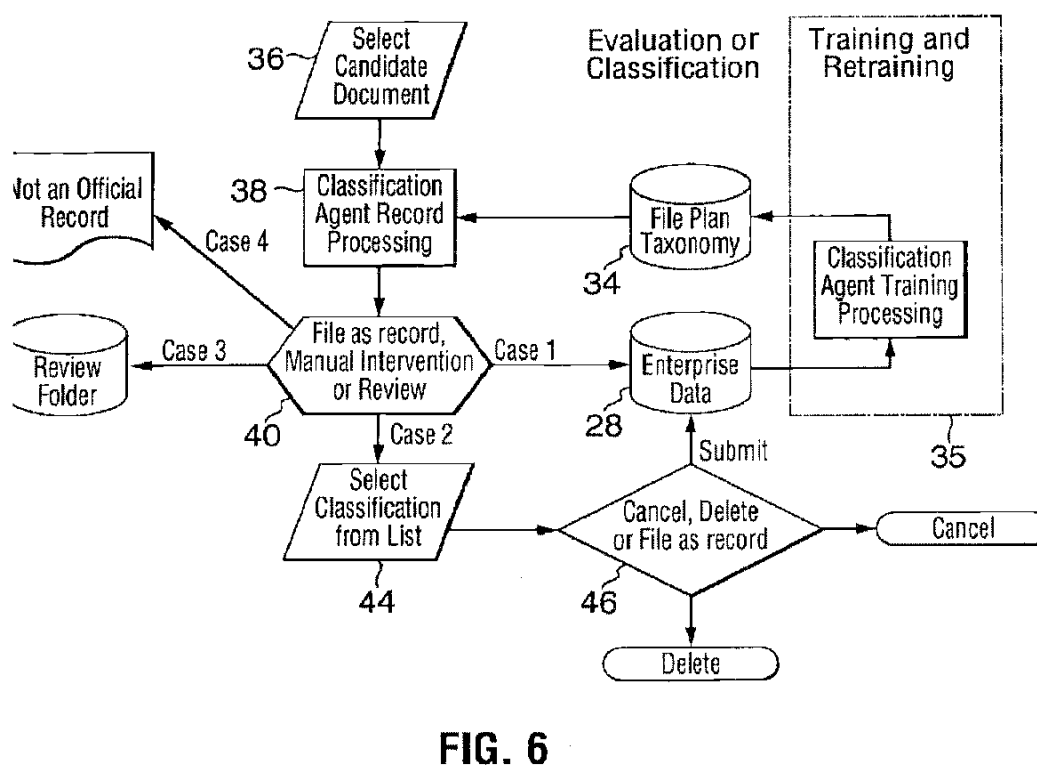 36
Select
Candidate
Document
Evaluation or
Classification
Training and
Retraining
Not an Official
Record
38
Classification
Agent Record
Processing
File Plan
Taxonomy
34
Classification
Agent Training
Processing
Case 4
Review
Folder
Case 3
File as record,
Manual Intervention
or Review
40
Case 1
Enterprise
Data
28
35
Case 2
Submit
Select
Classification
from List
44
Cancel, Delete
or File as record
46
Cancel
Delete
FIG. 6